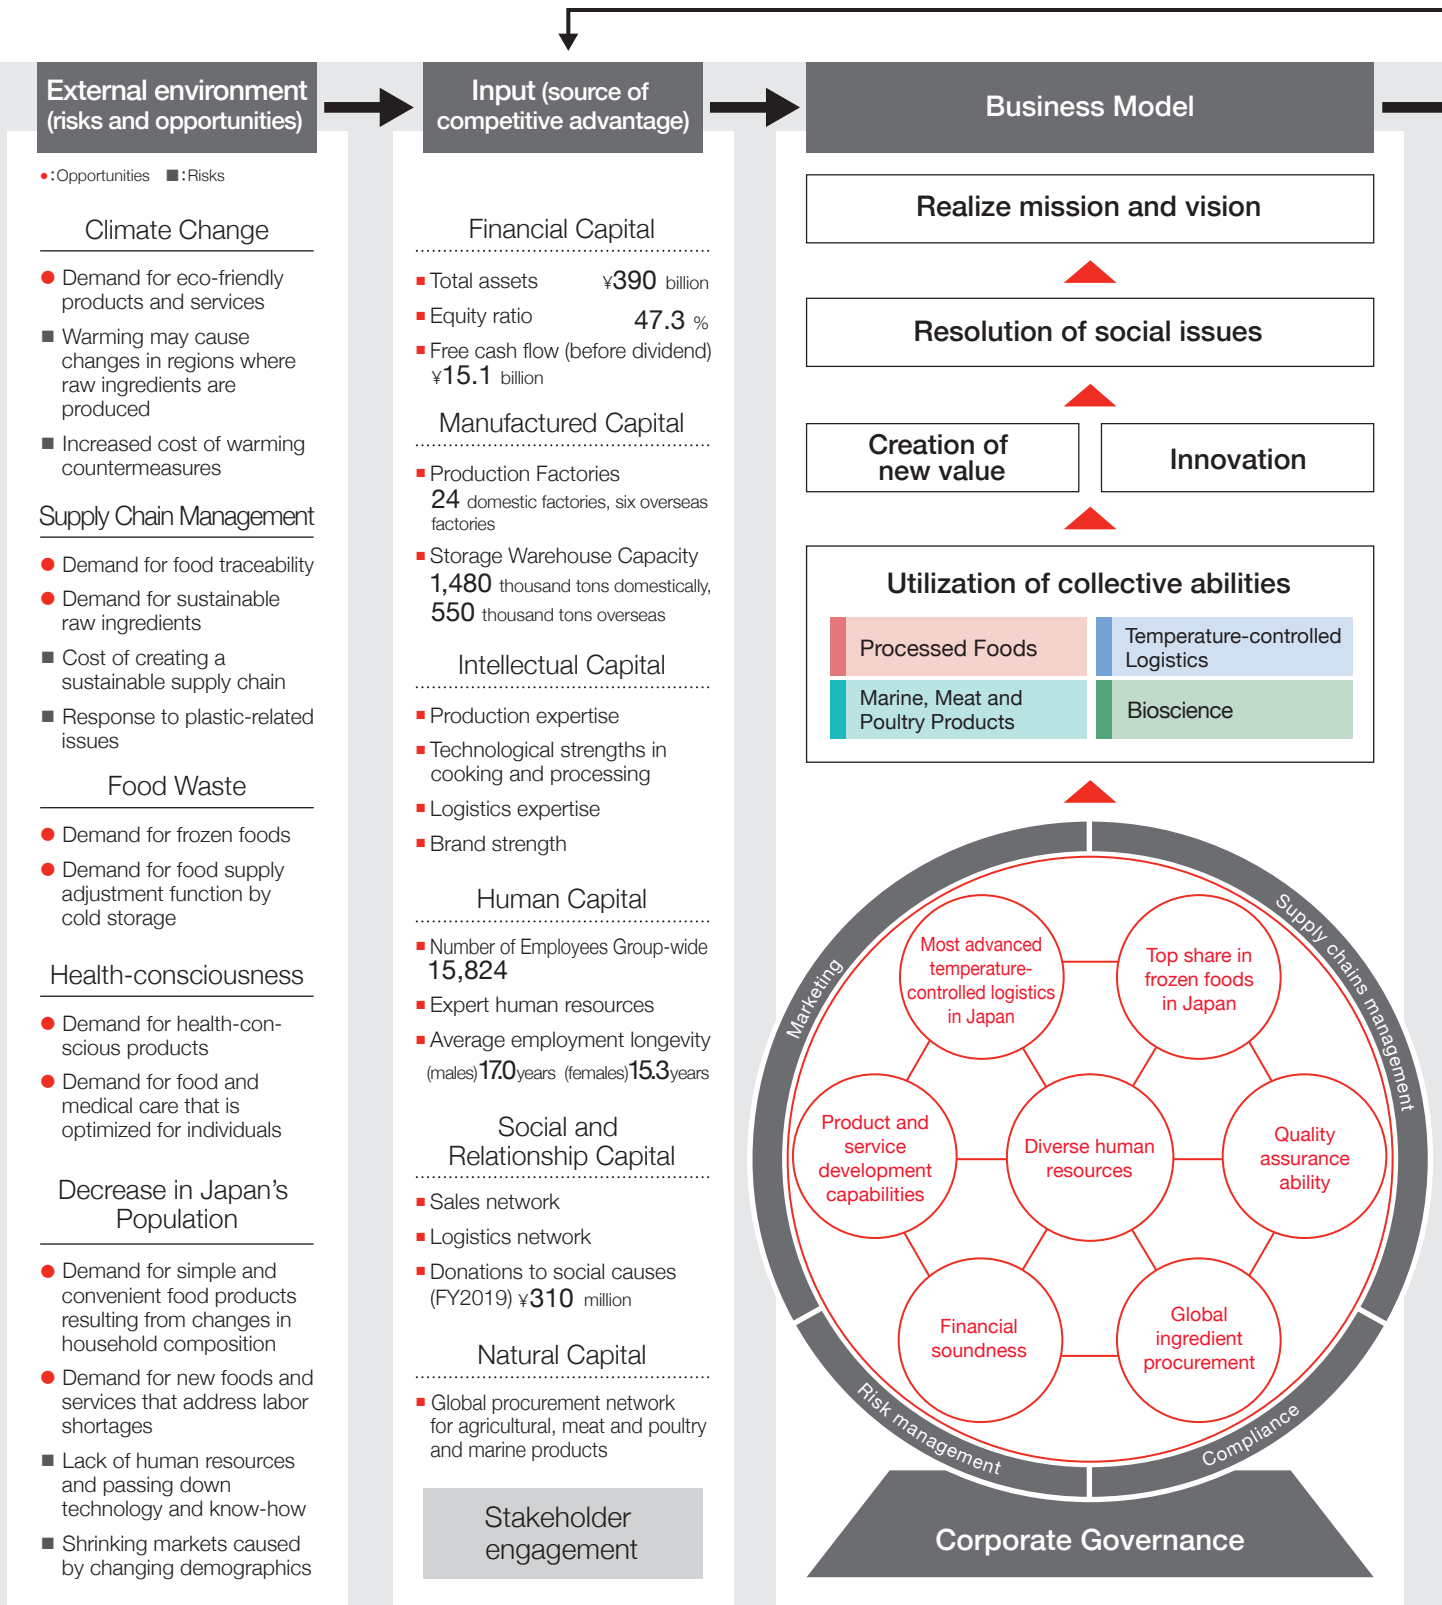 External environment
(risks and opportunities)
●:Opportunities ■:Risks
Climate Change
● Demand for eco-friendly
products and services
■ Warming may cause
changes in regions where
raw ingredients are
produced
■ Increased cost of warming
countermeasures
Supply Chain Management
● Demand for food traceability
● Demand for sustainable
raw ingredients
■ Cost of creating a
sustainable supply chain
■ Response to plastic-related
issues
Food Waste
● Demand for frozen foods
● Demand for food supply
adjustment function by
cold storage
Health-consciousness
● Demand for health-con-
scious products
● Demand for food and
medical care that is
optimized for individuals
Decrease in Japan's
Population
● Demand for simple and
convenient food products
resulting from changes in
household composition
● Demand for new foods and
services that address labor
shortages
■ Lack of human resources
and passing down
technology and know-how
■ Shrinking markets caused
by changing demographics
Input (source of
competitive advantage)
Financial Capital
■ Total assets ¥390 billion
■ Equity ratio 47.3 %
■ Free cash flow (before dividend)
¥15.1 billion
Manufactured Capital
■ Production Factories
24 domestic factories, six overseas
factories
■ Storage Warehouse Capacity
1,480 thousand tons domestically,
550 thousand tons overseas
Intellectual Capital
■ Production expertise
■ Technological strengths in
cooking and processing
■ Logistics expertise
■ Brand strength
Human Capital
■ Number of Employees Group-wide
15,824
■ Expert human resources
■ Average employment longevity
(males)17.0years (females)15.3years
Social and
Relationship Capital
■ Sales network
■ Logistics network
■ Donations to social causes
(FY2019) ¥310 million
Natural Capital
■ Global procurement network
for agricultural, meat and poultry
and marine products
Stakeholder
engagement
Business Model
Realize mission and vision
Resolution of social issues
Creation of
new value
Innovation
Utilization of collective abilities
Processed Foods
Temperature-controlled
Logistics
Marine, Meat and
Poultry Products
Bioscience
Marketing
Supply chains management
Most advanced
temperature-
controlled logistics
in Japan
Top share in
frozen foods
in Japan
Product and
service
development
capabilities
Diverse human
resources
Quality
assurance
ability
Financial
soundness
Global
ingredient
procurement
Risk management
Compliance
Corporate Governance